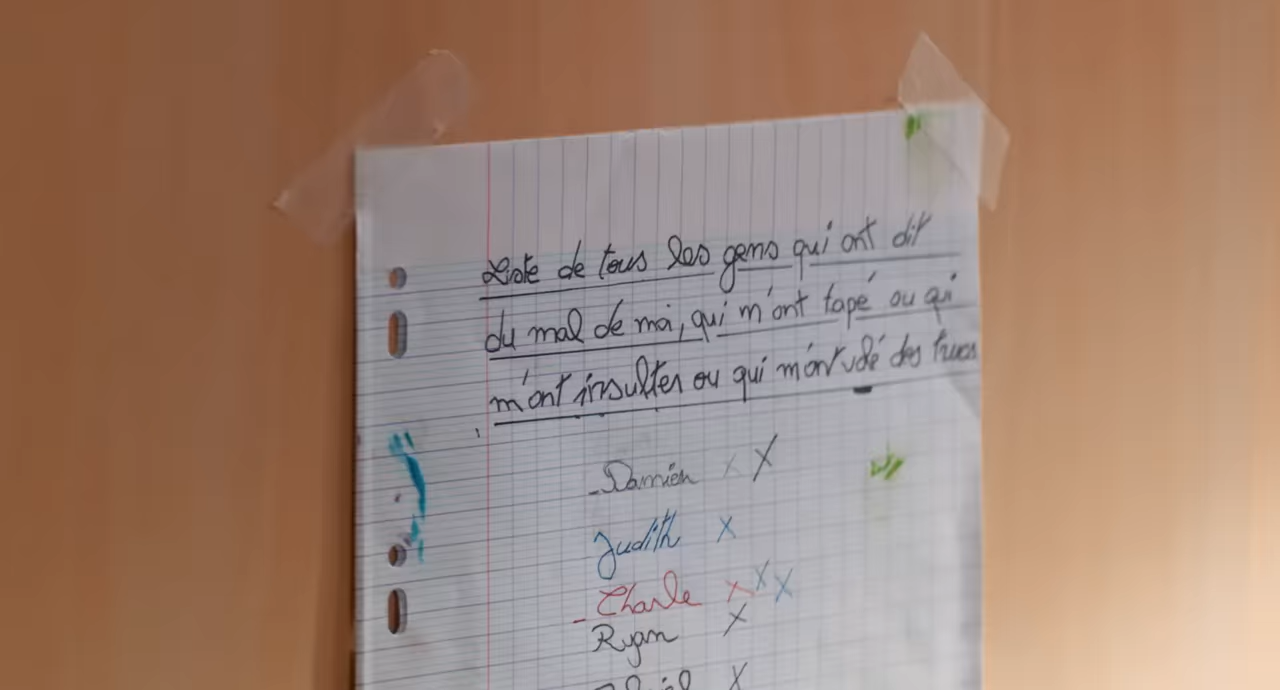 Liste de tous les gens qui ont dit
du mal de moi, qui m'ont tapé ou qui
m'ont insulter ou qui m'ont volé des trucs
- Damien x X
Judith X
- Charle X X X
Ryan X
X